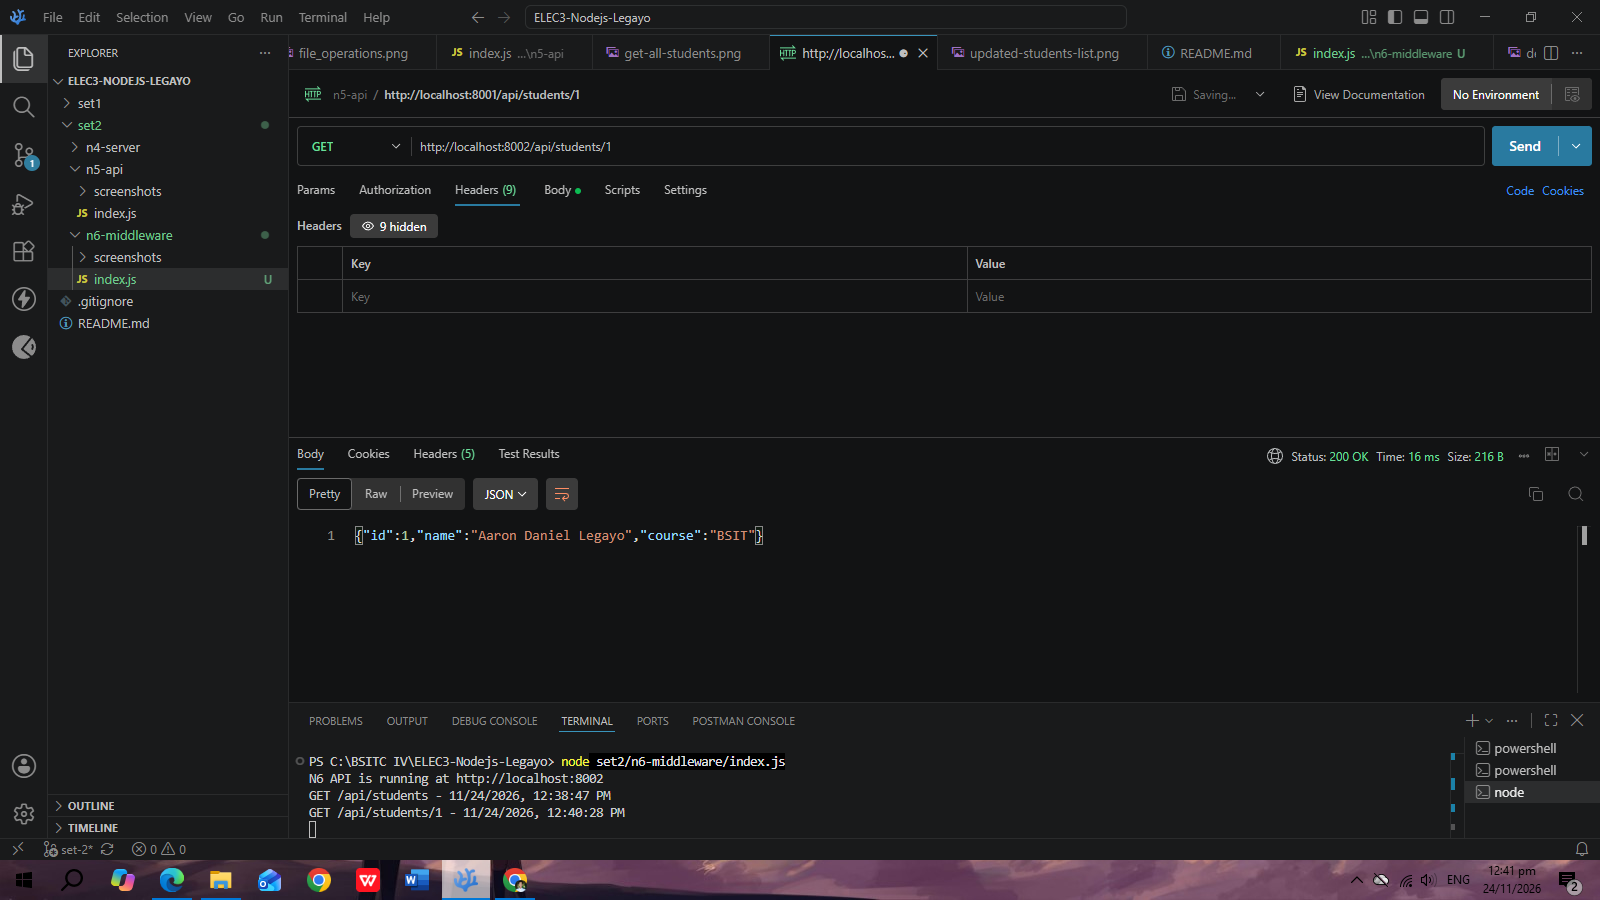 File Edit Selection View Go Run Terminal Help
ELEC3-Nodejs-Legayo
EXPLORER
file_operations.png
JS index.js ...\n5-api
get-all-students.png
HTTP http://localhos...
updated-students-list.png
README.md
JS index.js ...\n6-middleware U
ELEC3-NODEJS-LEGAYO
set1
set2
n4-server
n5-api
screenshots
JS index.js
n6-middleware
screenshots
JS index.js U
.gitignore
README.md
OUTLINE
TIMELINE
1
HTTP n5-api / http://localhost:8001/api/students/1
Saving...
View Documentation
No Environment
GET http://localhost:8002/api/students/1
Send
Params Authorization Headers (9) Body Scripts Settings
Code Cookies
Headers 9 hidden
Key Value
Key Value
Body Cookies Headers (5) Test Results
Status: 200 OK Time: 16 ms Size: 216 B
Pretty Raw Preview JSON
1 {"id":1,"name":"Aaron Daniel Legayo","course":"BSIT"}
PROBLEMS OUTPUT DEBUG CONSOLE TERMINAL PORTS POSTMAN CONSOLE
PS C:\BSITC IV\ELEC3-Nodejs-Legayo> node set2/n6-middleware/index.js
N6 API is running at http://localhost:8002
GET /api/students - 11/24/2026, 12:38:47 PM
GET /api/students/1 - 11/24/2026, 12:40:28 PM
powershell
powershell
node
set-2* 0 0
ENG
12:41 pm
24/11/2026
2